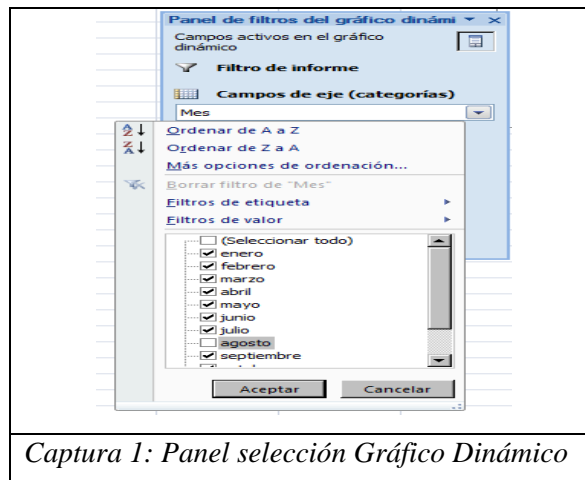 Panel de filtros del gráfico dinámi
Campos activos en el gráfico
dinámico
Filtro de informe
Campos de eje (categorías)
Mes
Ordenar de A a Z
Ordenar de Z a A
Más opciones de ordenación...
Borrar filtro de "Mes"
Filtros de etiqueta
Filtros de valor
(Seleccionar todo)
enero
febrero
marzo
abril
mayo
junio
julio
agosto
septiembre
Aceptar Cancelar
Captura 1: Panel selección Gráfico Dinámico